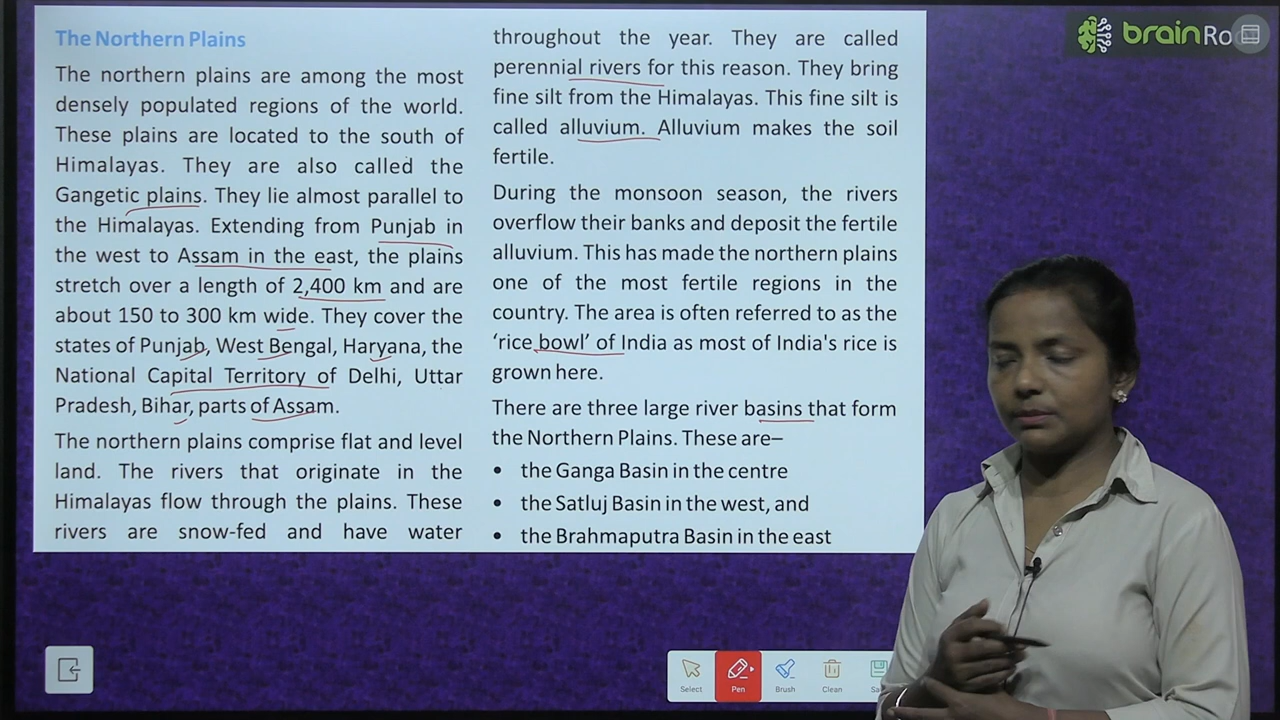 The Northern Plains
The northern plains are among the most
densely populated regions of the world.
These plains are located to the south of
Himalayas. They are also called the
Gangetic plains. They lie almost parallel to
the Himalayas. Extending from Punjab in
the west to Assam in the east, the plains
stretch over a length of 2,400 km and are
about 150 to 300 km wide. They cover the
states of Punjab, West Bengal, Haryana, the
National Capital Territory of Delhi, Uttar
Pradesh, Bihar, parts of Assam.
The northern plains comprise flat and level
land. The rivers that originate in the
Himalayas flow through the plains. These
rivers are snow-fed and have water
throughout the year. They are called
perennial rivers for this reason. They bring
fine silt from the Himalayas. This fine silt is
called alluvium. Alluvium makes the soil
fertile.
During the monsoon season, the rivers
overflow their banks and deposit the fertile
alluvium. This has made the northern plains
one of the most fertile regions in the
country. The area is often referred to as the
‘rice bowl’ of India as most of India's rice is
grown here.
There are three large river basins that form
the Northern Plains. These are–
• the Ganga Basin in the centre
• the Satluj Basin in the west, and
• the Brahmaputra Basin in the east
brain
Select Pen Brush Clean